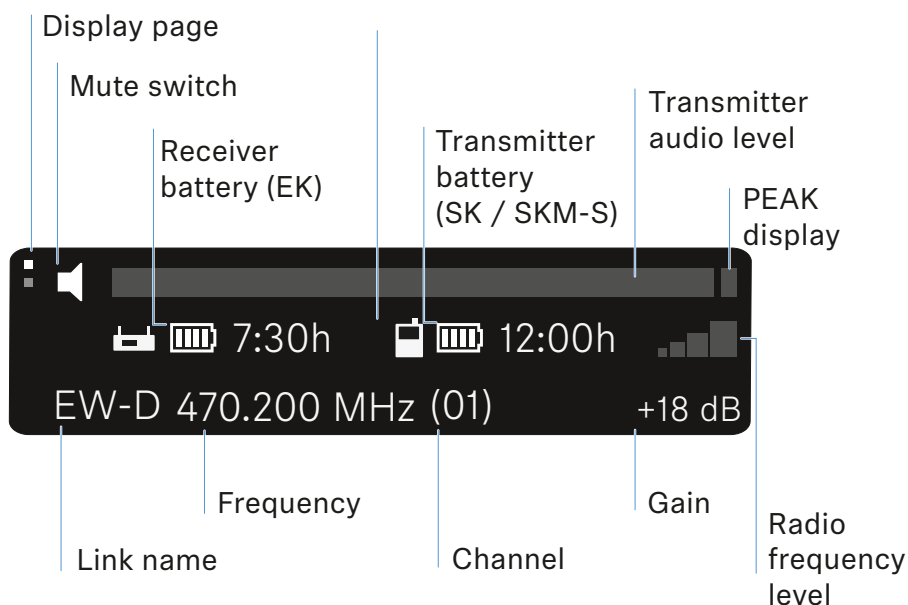 Display page
Mute switch
Receiver
battery (EK)
Transmitter
battery
(SK / SKM-S)
Transmitter
audio level
PEAK
display
7:30h
12:00h
EW-D 470.200 MHz (01)
+18 dB
Frequency
Gain
Link name
Channel
Radio
frequency
level